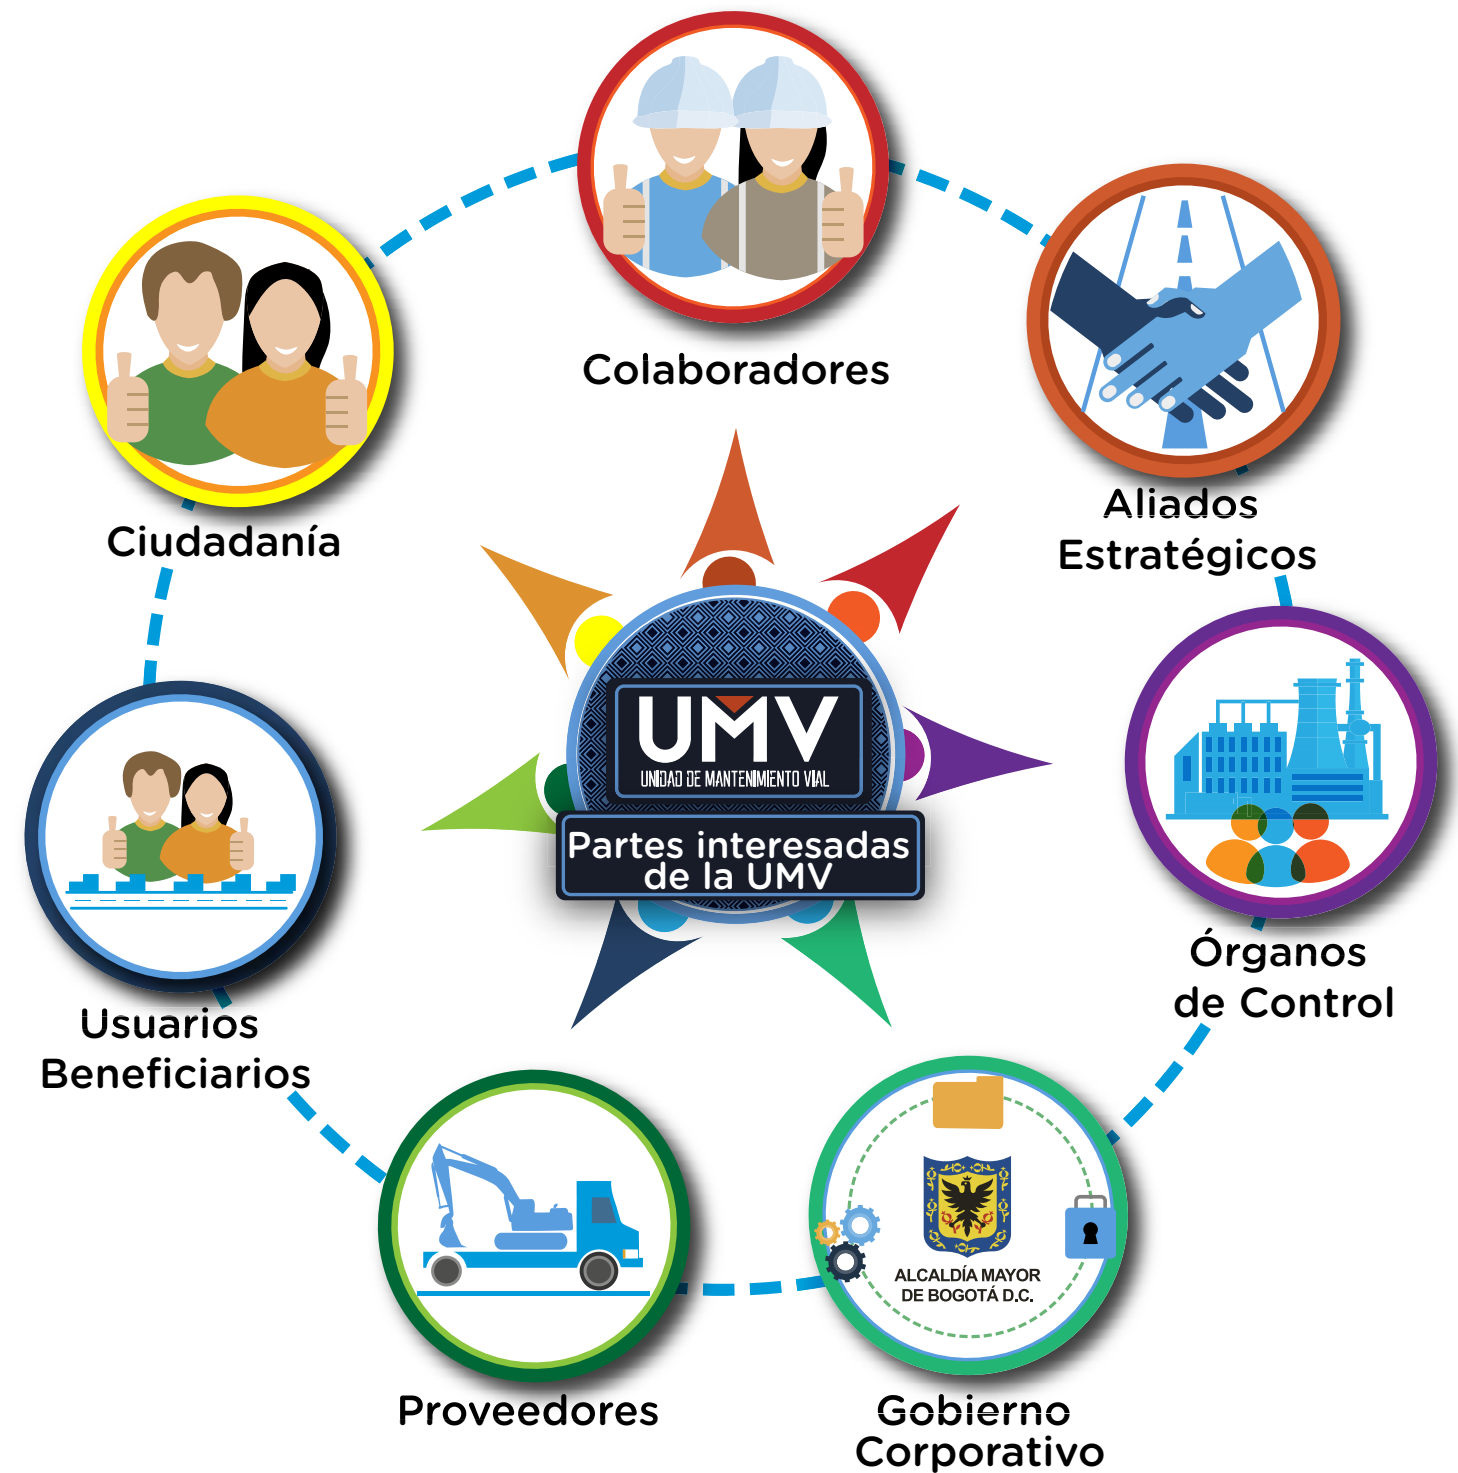 Colaboradores
Aliados
Estratégicos
Ciudadanía
UMV
UNIDAD DE MANTENIMIENTO VIAL
Partes interesadas
de la UMV
Órganos
de Control
Usuarios
Beneficiarios
ALCALDÍA MAYOR
DE BOGOTÁ D.C.
Proveedores
Gobierno
Corporativo